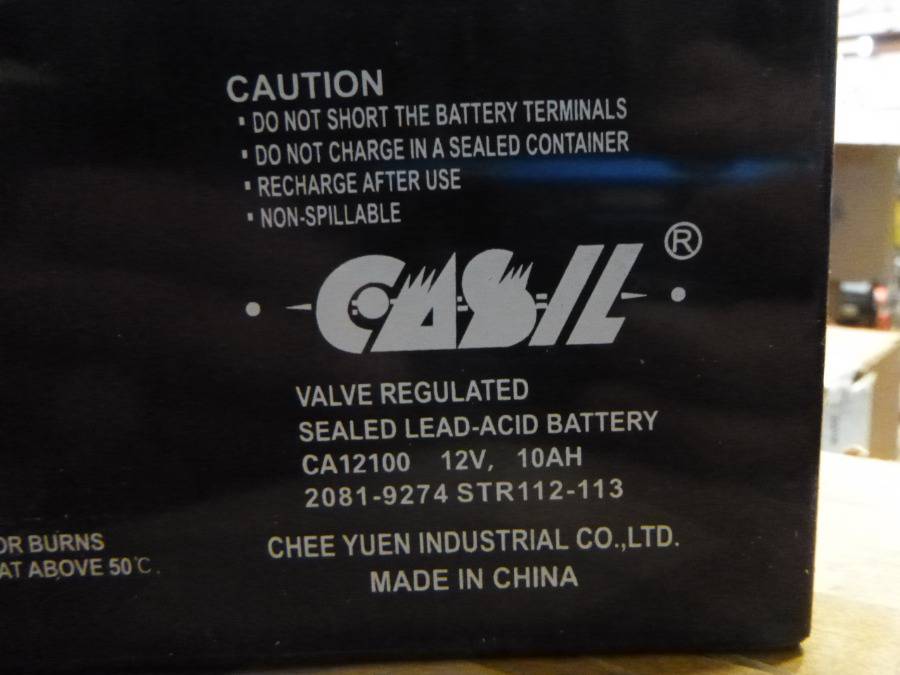 CAUTION
▪ DO NOT SHORT THE BATTERY TERMINALS
▪ DO NOT CHARGE IN A SEALED CONTAINER
▪ RECHARGE AFTER USE
▪ NON-SPILLABLE
CASIL ®
VALVE REGULATED
SEALED LEAD-ACID BATTERY
CA12100 12V, 10AH
2081-9274 STR112-113
OR BURNS
AT ABOVE 50℃.
CHEE YUEN INDUSTRIAL CO.,LTD.
MADE IN CHINA